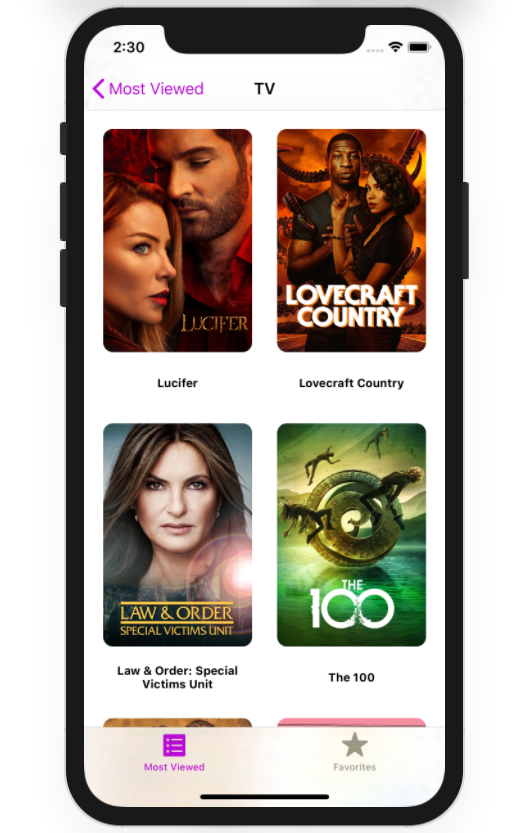 2:30
Most Viewed
TV
LUCIFER
LOVECRAFT
COUNTRY
Lucifer
Lovecraft Country
LAW & ORDER
SPECIAL VICTIMS UNIT
THE
100
Law & Order: Special
Victims Unit
The 100
Most Viewed
Favorites